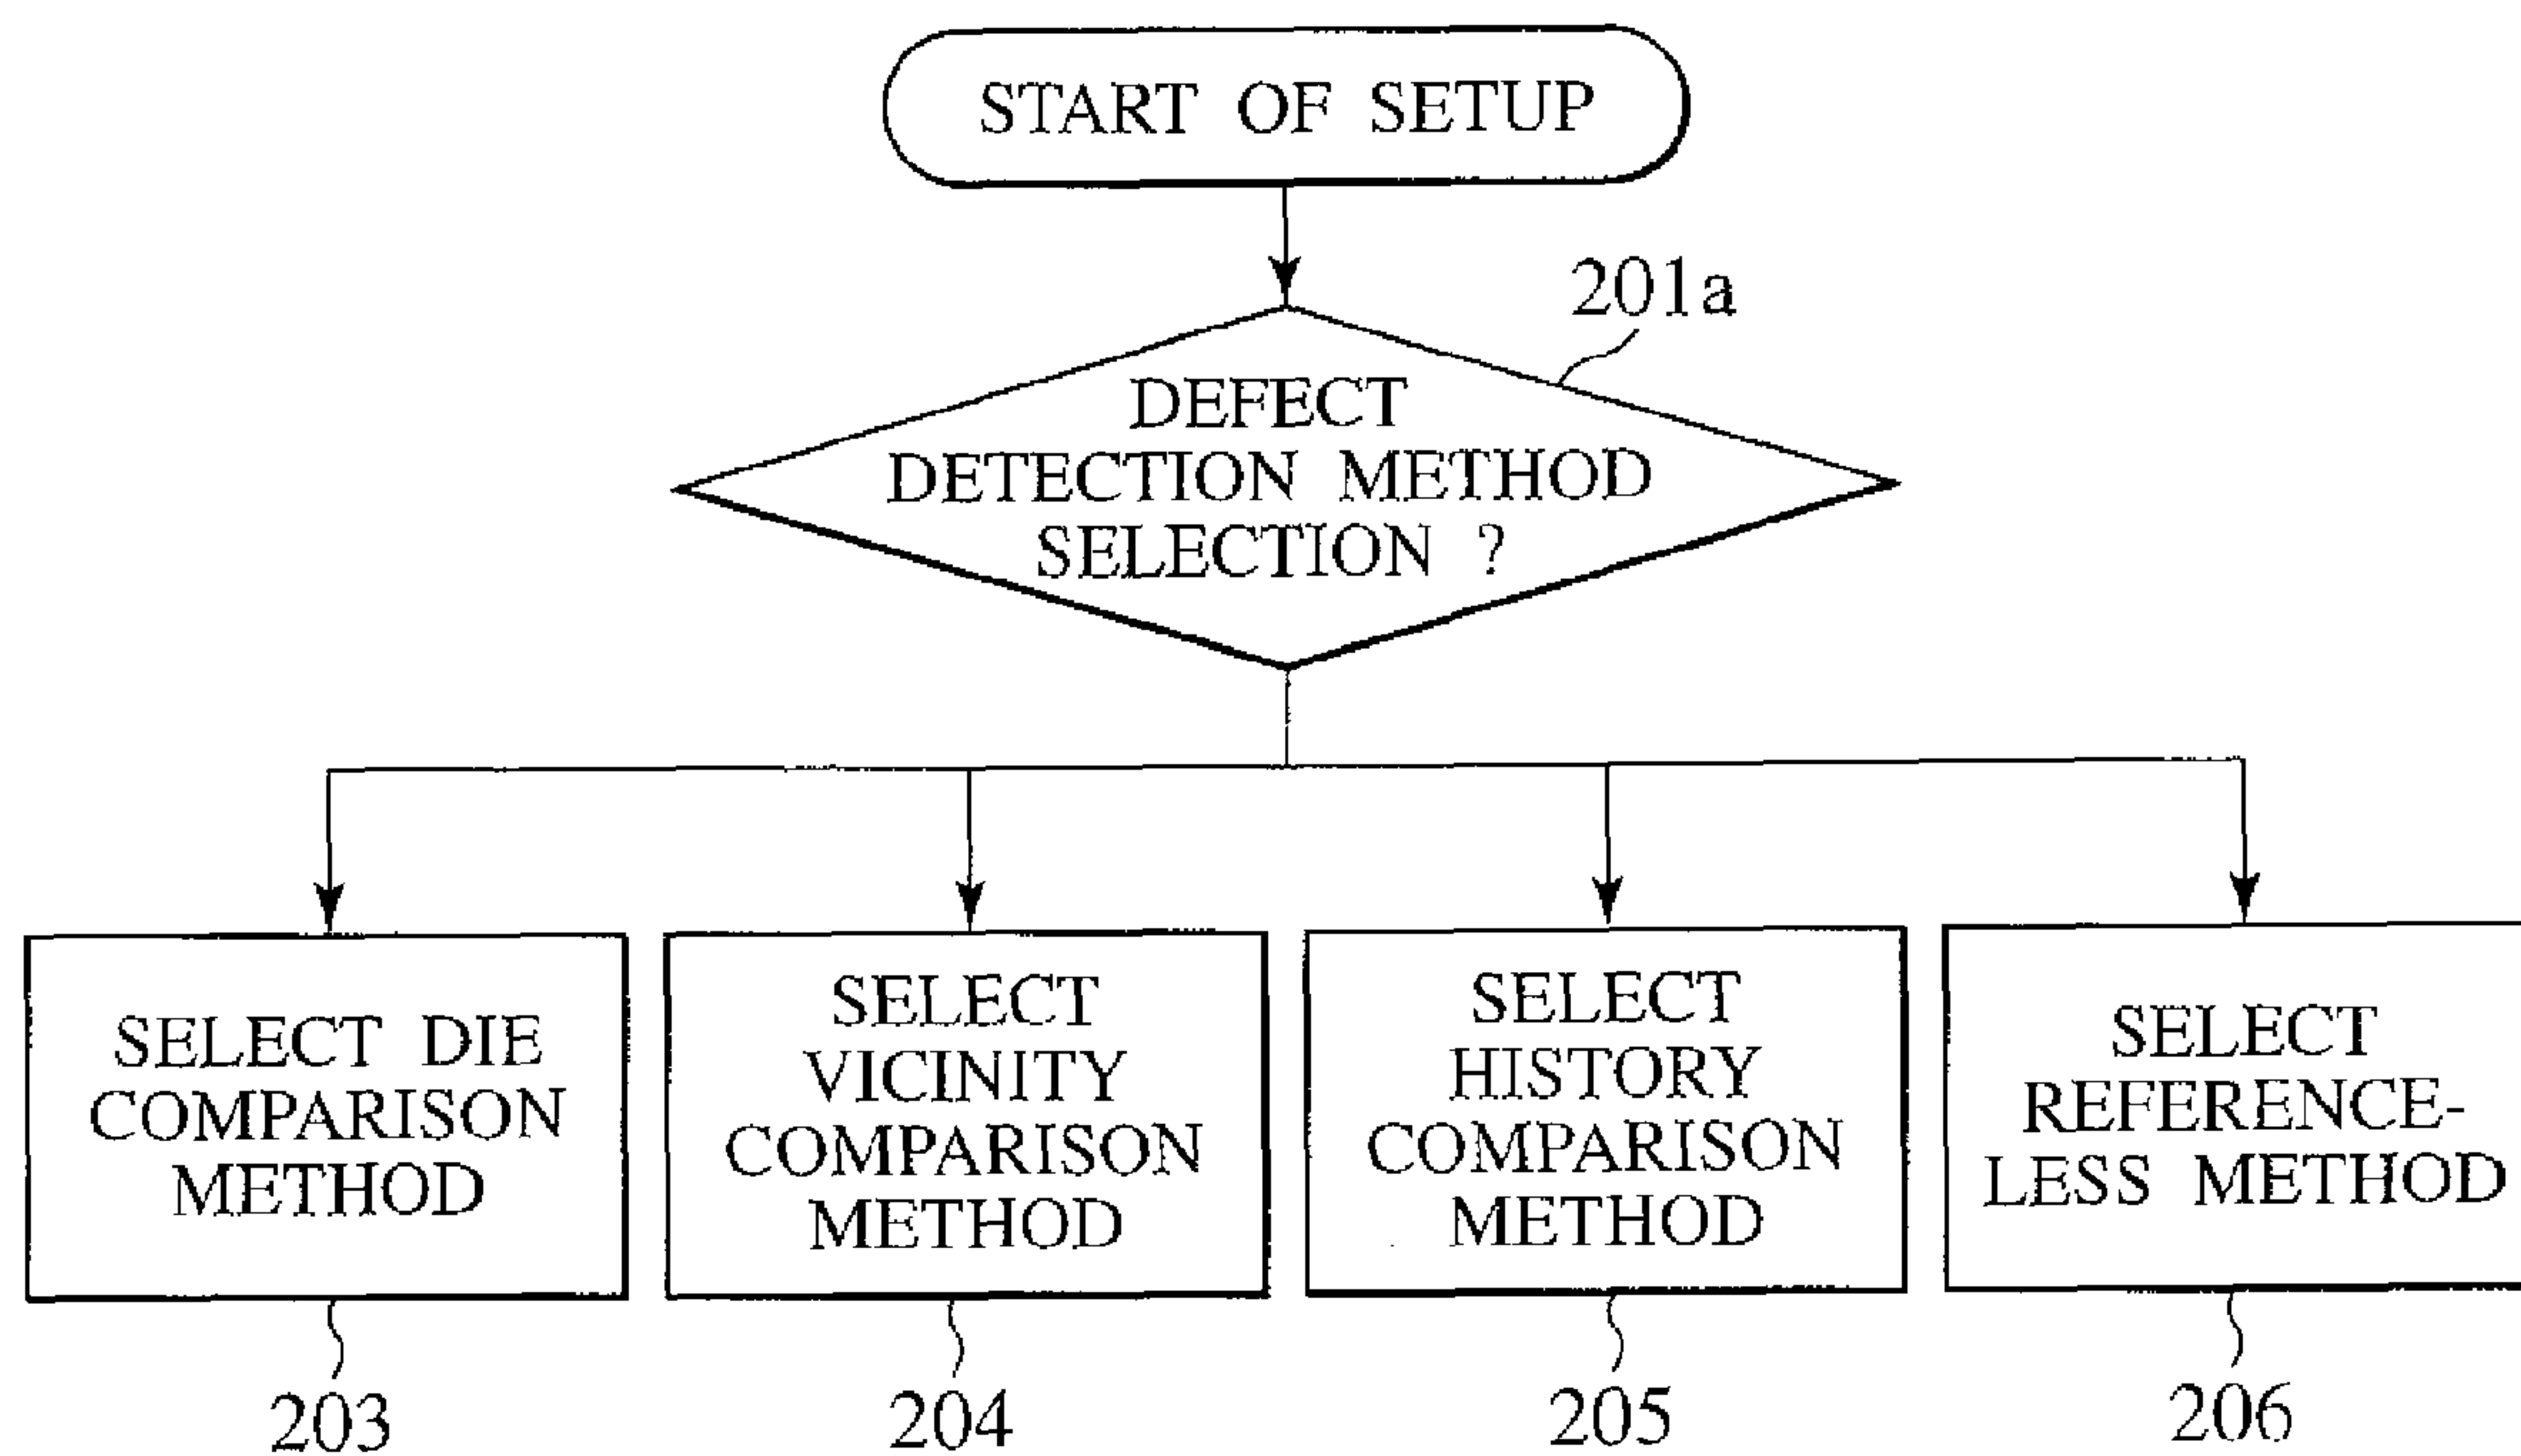 START OF SETUP
201a
DEFECT
DETECTION METHOD
SELECTION ?
SELECT DIE
COMPARISON
METHOD
203
SELECT
VICINITY
COMPARISON
METHOD
204
SELECT
HISTORY
COMPARISON
METHOD
205
SELECT
REFERENCE-
LESS METHOD
206